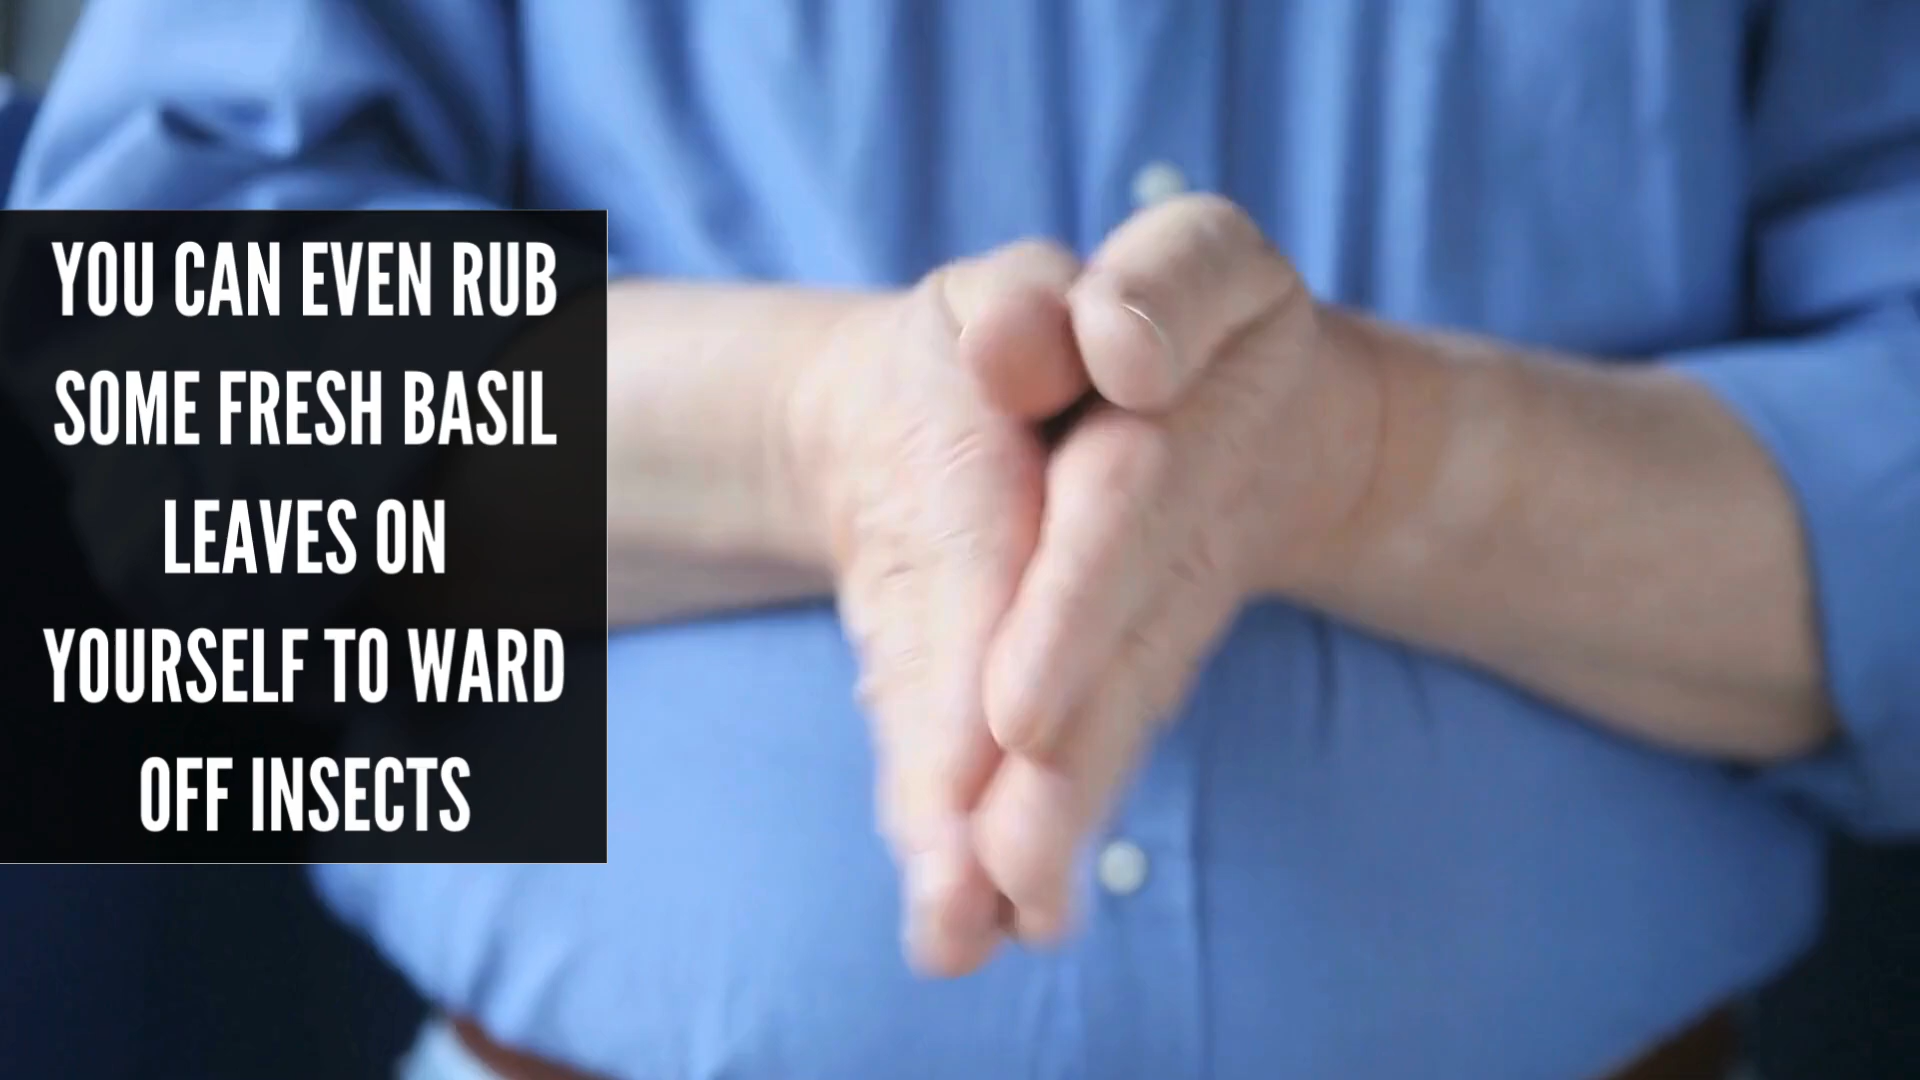 YOU CAN EVEN RUB
SOME FRESH BASIL
LEAVES ON
YOURSELF TO WARD
OFF INSECTS